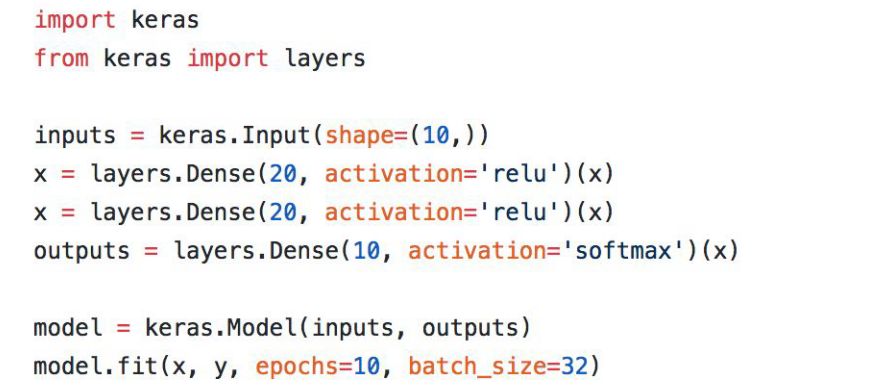 import keras
from keras import layers
inputs = keras.Input(shape=(10,))
x = layers.Dense(20, activation='relu')(x)
x = layers.Dense(20, activation='relu')(x)
outputs = layers.Dense(10, activation='softmax')(x)
model = keras.Model(inputs, outputs)
model.fit(x, y, epochs=10, batch_size=32)